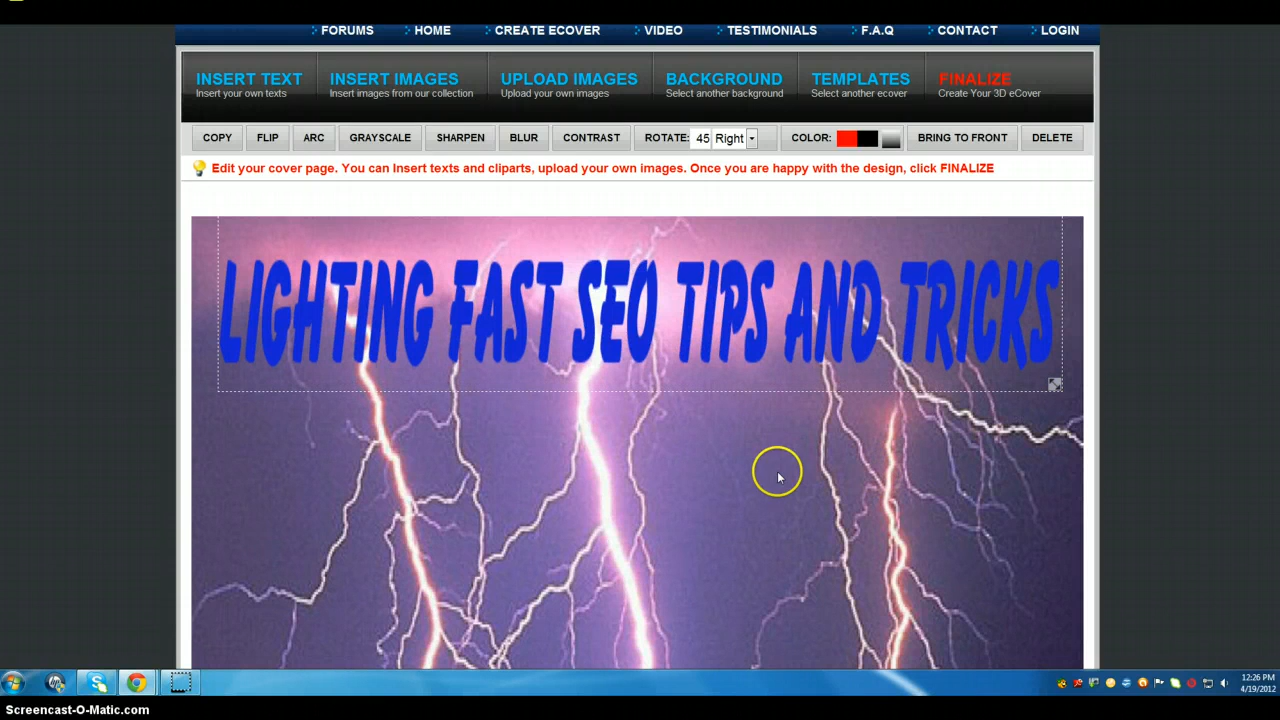 FORUMS HOME CREATE ECOVER VIDEO TESTIMONIALS F.A.Q CONTACT LOGIN
INSERT TEXT INSERT IMAGES UPLOAD IMAGES BACKGROUND TEMPLATES FINALIZE
Insert your own texts Insert images from our collection Upload your own images Select another background Select another ecover Create Your 3D eCover
COPY FLIP ARC GRAYSCALE SHARPEN BLUR CONTRAST ROTATE: 45 Right COLOR: BRING TO FRONT DELETE
Edit your cover page. You can Insert texts and cliparts, upload your own images. Once you are happy with the design, click FINALIZE
LIGHTING FAST SEO TIPS AND TRICKS
12:26 PM
4/19/2012
Screencast-O-Matic.com